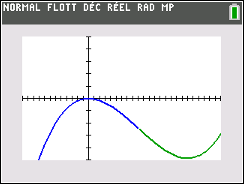 NORMAL FLOTT DÉC RÉEL RAD MP